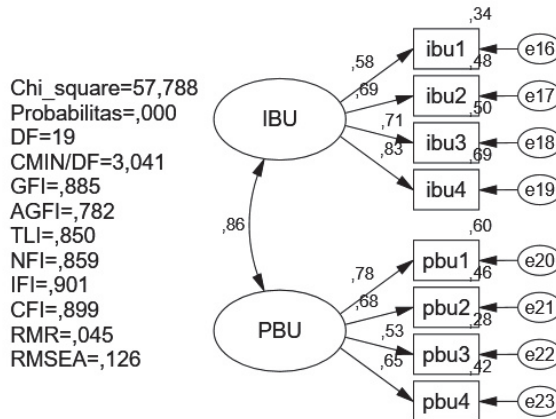 Chi_square=57,788
Probabilitas=,000
DF=19
CMIN/DF=3,041
GFI=,885
AGFI=,782
TLI=,850
NFI=,859
IFI=,901
CFI=,899
RMR=,045
RMSEA=,126
IBU
,86
PBU
,58
,69
,71
,83
,34
ibu1
e16
,48
ibu2
e17
,50
ibu3
e18
,69
ibu4
e19
,78
,68
,53
,65
,60
pbu1
e20
,46
pbu2
e21
,28
pbu3
e22
,42
pbu4
e23